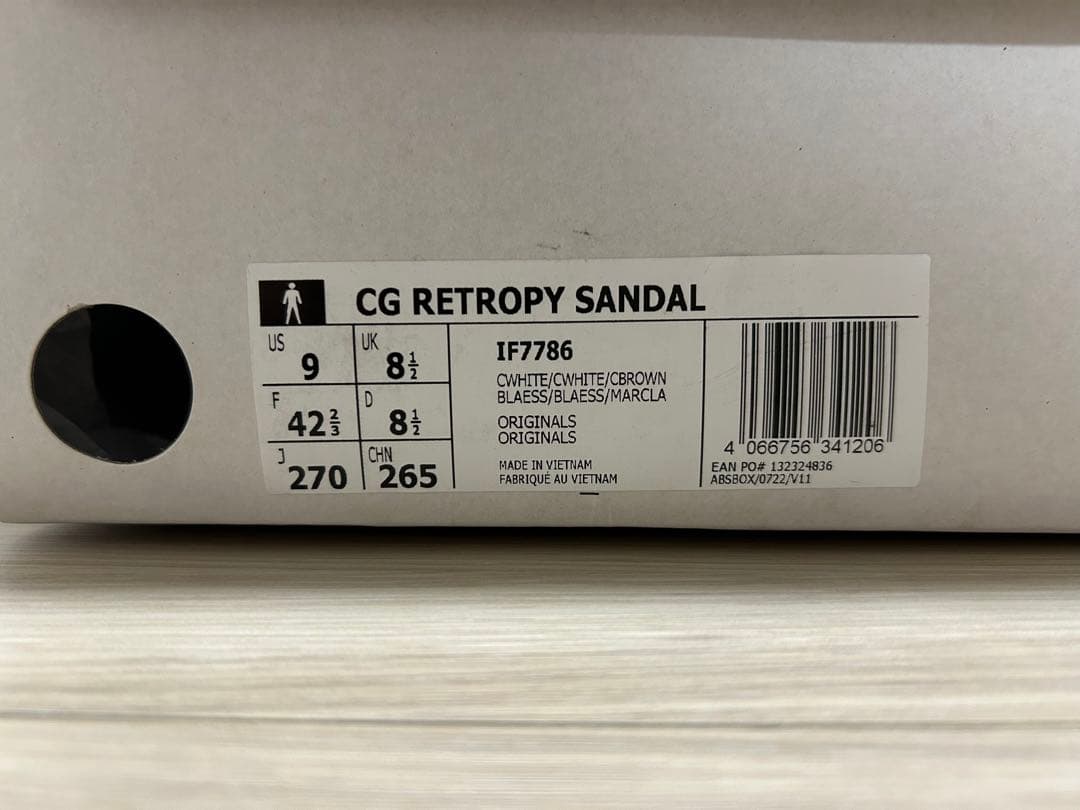 CG RETROPY SANDAL
US 9 UK 8½
F 42⅔ D 8½
J 270 CHN 265
IF7786
CWHITE/CWHITE/CBROWN
BLAESS/BLAESS/MARCLA
ORIGINALS
ORIGINALS
MADE IN VIETNAM
FABRIQUÉ AU VIETNAM
4 066756 341206
EAN PO# 132324836
ABSBOX/0722/V11